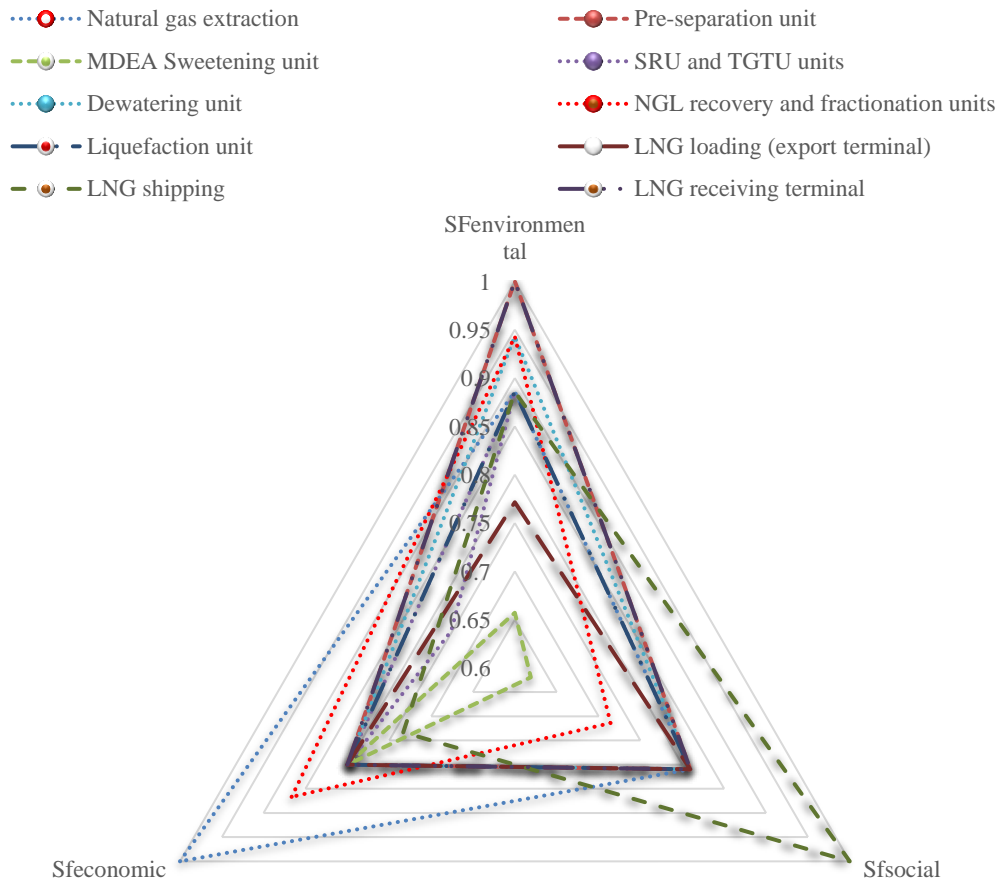 Natural gas extraction
Pre-separation unit
MDEA Sweetening unit
SRU and TGTU units
Dewatering unit
NGL recovery and fractionation units
Liquefaction unit
LNG loading (export terminal)
LNG shipping
LNG receiving terminal
SFenvironmen
tal
1
0.95
0.9
0.85
0.8
0.75
0.7
0.65
0.6
Sfeconomic
Sfsocial